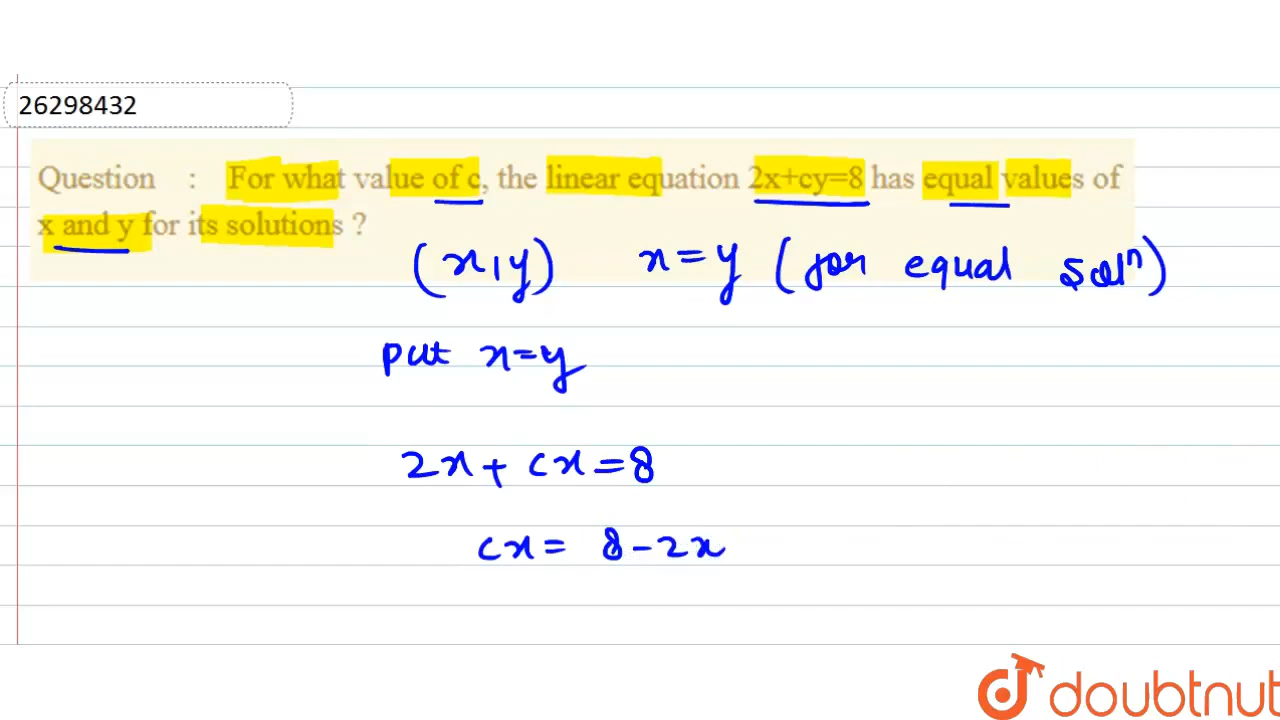 26298432
Question : For what value of c, the linear equation 2x+cy=8 has equal values of
x and y for its solutions ?
(x,y) x=y (for equal solⁿ)
put x=y
2x+cx=8
cx= 8-2x
doubtnut